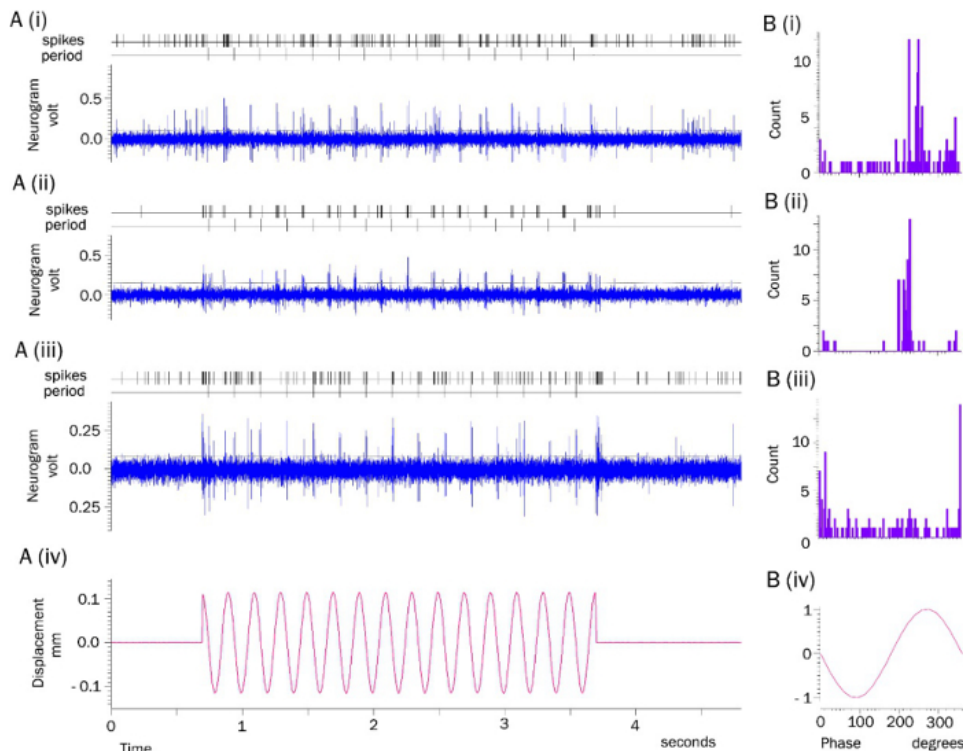 A (i)
spikes
period
Neurogram
volt
0.5
0.0
B (i)
Count
10
5
0
A (ii)
spikes
period
Neurogram
volt
0.5
0.0
B (ii)
Count
10
5
0
A (iii)
spikes
period
Neurogram
volt
0.25
0.0
0.25
B (iii)
Count
10
5
0
A (iv)
Displacement
mm
0.1
0.0
- 0.1
0 1 2 3 4
Time seconds
B (iv)
1
0
-1
0 200 300
Phase degrees